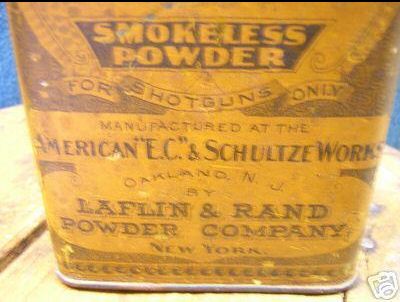 SMOKELESS
POWDER
FOR SHOTGUNS ONLY
MANUFACTURED AT THE
AMERICAN "E.C." & SCHULTZE WORKS
OAKLAND, N. J.
BY
LAFLIN & RAND
POWDER COMPANY
NEW YORK